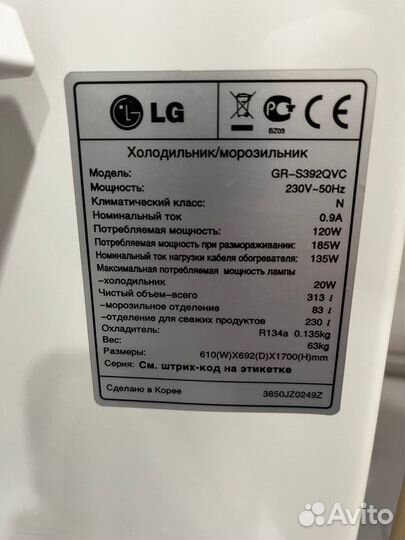 LG
BZ03
CE
Холодильник/морозильник
Модель: GR-S392QVC
Мощность: 230V~50Hz
Климатический класс: N
Номинальный ток 0.9A
Потребляемая мощность: 120W
Потребляемая мощность при размораживании: 185W
Номинальный ток нагрузки кабеля обогревателя: 135W
Максимальная потребляемая мощность лампы
-холодильник 20W
Чистый объем-всего 313 ℓ
-морозильное отделение 83 ℓ
-отделение для свежих продуктов 230 ℓ
Охладитель: R134a 0.135kg
Вес: 63kg
Размеры: 610(W)X692(D)X1700(H)mm
Серия: См. штрих-код на этикетке
Сделано в Корее 3850JZ0249Z
Avito